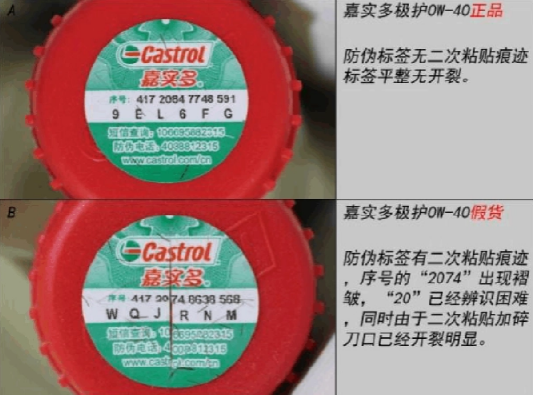 A
Castrol
嘉实多
序号: 417 2084 7748 591
9 E L 6 F G
短信查询: 106695882315
防伪电话: 4008812315
www.castrol.com/cn
嘉实多极护0W-40正品
防伪标签无二次粘贴痕迹
标签平整无开裂。
B
Castrol
嘉实多
序号 417 2074 8638 568
W Q J R N M
短信查询: 106695882315
防伪电话: 4008812315
www.castrol.com/cn
嘉实多极护0W-40假货
防伪标签有二次粘贴痕迹
，序号的“2074”出现褶
皱，“20”已经辨识困难
，同时由于二次粘贴加碎
刀口已经开裂明显。